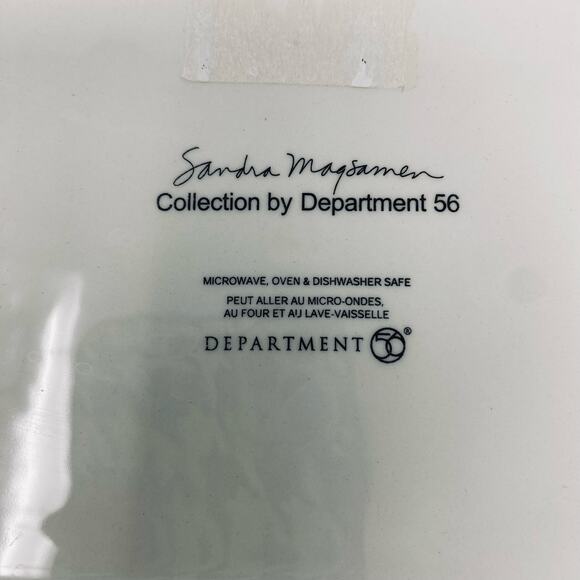 Sandra Magsamen
Collection by Department 56
MICROWAVE, OVEN & DISHWASHER SAFE
PEUT ALLER AU MICRO-ONDES,
AU FOUR ET AU LAVE-VAISSELLE
DEPARTMENT 56®